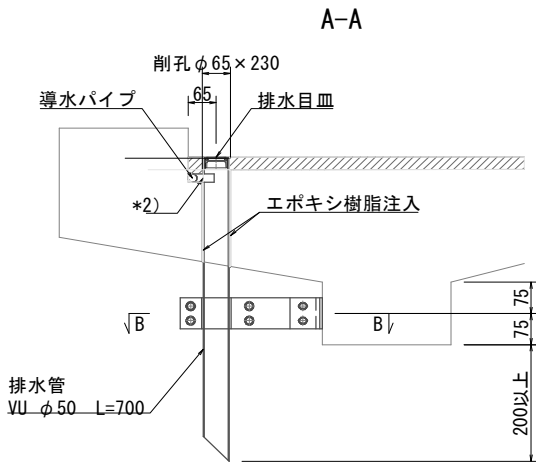 A-A
削孔φ65×230
65
導水パイプ
排水目皿
*2)
エポキシ樹脂注入
B
B
75
75
200以上
排水管
VU φ50 L=700